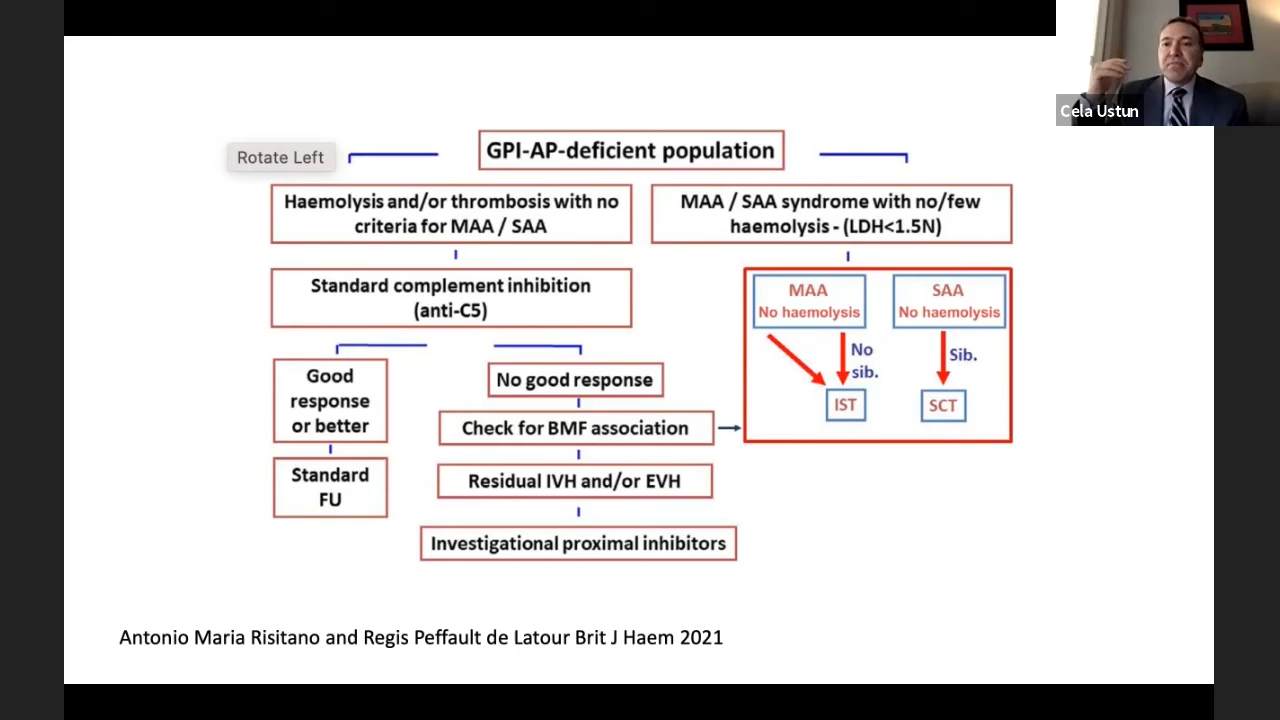 Cela Ustun
Rotate Left
GPI-AP-deficient population
Haemolysis and/or thrombosis with no
criteria for MAA / SAA
MAA / SAA syndrome with no/few
haemolysis - (LDH<1.5N)
Standard complement inhibition
(anti-C5)
MAA
No haemolysis
SAA
No haemolysis
No
sib.
Sib.
IST
SCT
Good
response
or better
No good response
Check for BMF association
Standard
FU
Residual IVH and/or EVH
Investigational proximal inhibitors
Antonio Maria Risitano and Regis Peffault de Latour Brit J Haem 2021